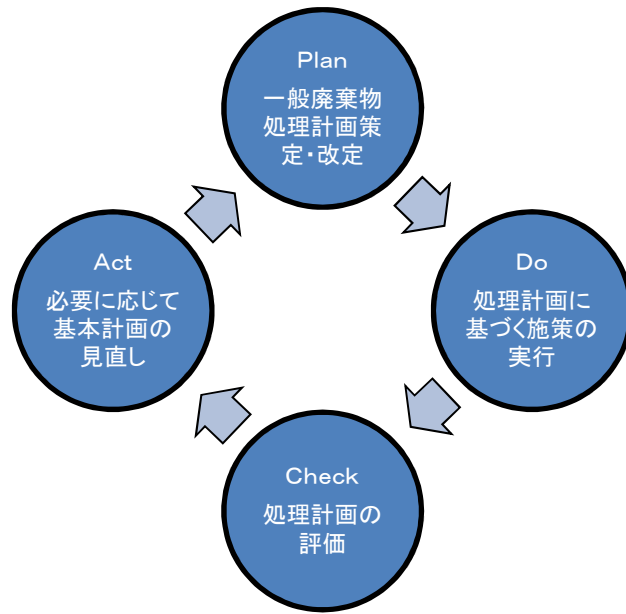 Plan
一般廃棄物
処理計画策
定・改定
Act
必要に応じて
基本計画の
見直し
Do
処理計画に
基づく施策の
実行
Check
処理計画の
評価